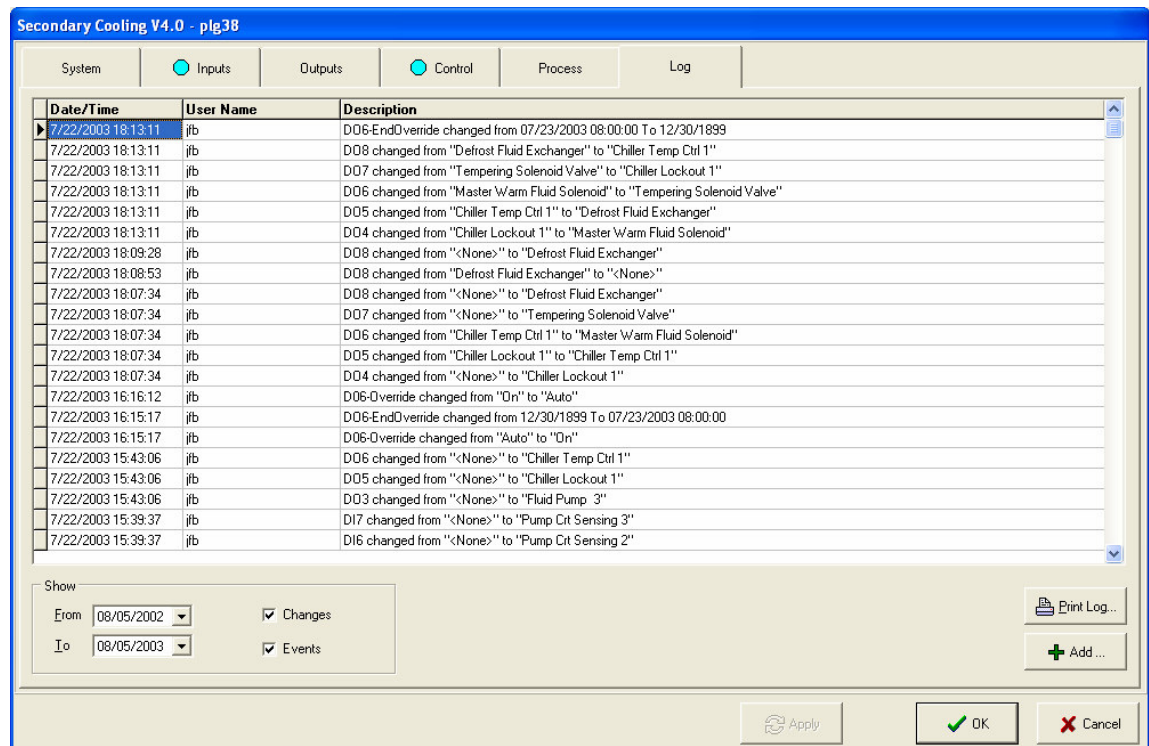 Secondary Cooling V4.0 - plg38
System Inputs Outputs Control Process Log
Date/Time User Name Description
7/22/2003 18:13:11 jfb DO6-EndOverride changed from 07/23/2003 08:00:00 To 12/30/1899
7/22/2003 18:13:11 jfb DO8 changed from "Defrost Fluid Exchanger" to "Chiller Temp Ctrl 1"
7/22/2003 18:13:11 jfb DO7 changed from "Tempering Solenoid Valve" to "Chiller Lockout 1"
7/22/2003 18:13:11 jfb DO6 changed from "Master Warm Fluid Solenoid" to "Tempering Solenoid Valve"
7/22/2003 18:13:11 jfb DO5 changed from "Chiller Temp Ctrl 1" to "Defrost Fluid Exchanger"
7/22/2003 18:13:11 jfb DO4 changed from "Chiller Lockout 1" to "Master Warm Fluid Solenoid"
7/22/2003 18:09:28 jfb DO8 changed from "<None>" to "Defrost Fluid Exchanger"
7/22/2003 18:08:53 jfb DO8 changed from "Defrost Fluid Exchanger" to "<None>"
7/22/2003 18:07:34 jfb DO8 changed from "<None>" to "Defrost Fluid Exchanger"
7/22/2003 18:07:34 jfb DO7 changed from "<None>" to "Tempering Solenoid Valve"
7/22/2003 18:07:34 jfb DO6 changed from "Chiller Temp Ctrl 1" to "Master Warm Fluid Solenoid"
7/22/2003 18:07:34 jfb DO5 changed from "Chiller Lockout 1" to "Chiller Temp Ctrl 1"
7/22/2003 18:07:34 jfb DO4 changed from "<None>" to "Chiller Lockout 1"
7/22/2003 16:16:12 jfb DO6-Override changed from "On" to "Auto"
7/22/2003 16:15:17 jfb DO6-EndOverride changed from 12/30/1899 To 07/23/2003 08:00:00
7/22/2003 16:15:17 jfb DO6-Override changed from "Auto" to "On"
7/22/2003 15:43:06 jfb DO6 changed from "<None>" to "Chiller Temp Ctrl 1"
7/22/2003 15:43:06 jfb DO5 changed from "<None>" to "Chiller Lockout 1"
7/22/2003 15:43:06 jfb DO3 changed from "<None>" to "Fluid Pump  3"
7/22/2003 15:39:37 jfb DI7 changed from "<None>" to "Pump Crt Sensing 3"
7/22/2003 15:39:37 jfb DI6 changed from "<None>" to "Pump Crt Sensing 2"
Show
From 08/05/2002 Changes
To 08/05/2003 Events
Print Log...
Add ...
Apply OK Cancel